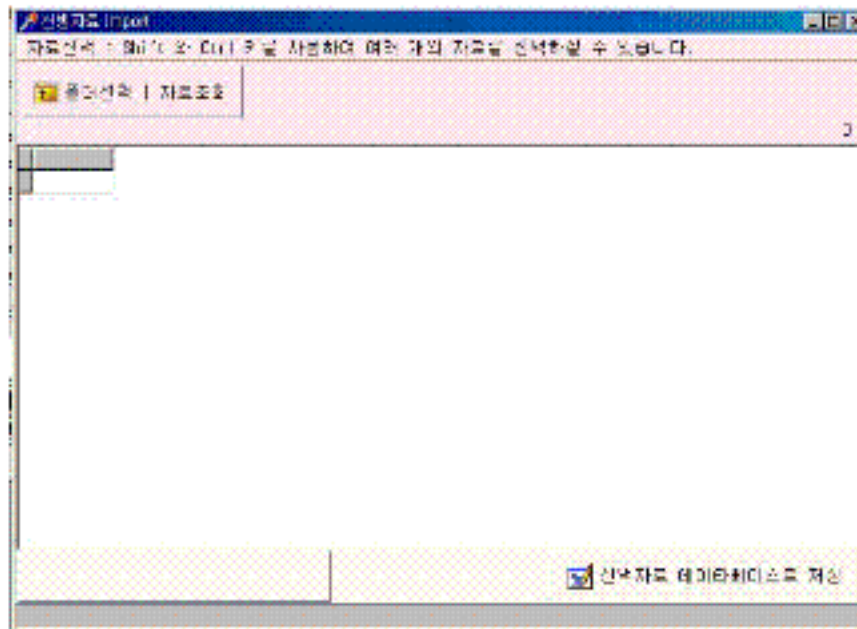 선행자료 Import
자료선택 : Shift 와 Ctrl 키를 사용하여 여러 개의 자료를 선택하실 수 있습니다.
폴더선택 | 자료조회
선택자료 데이타베이스로 저장